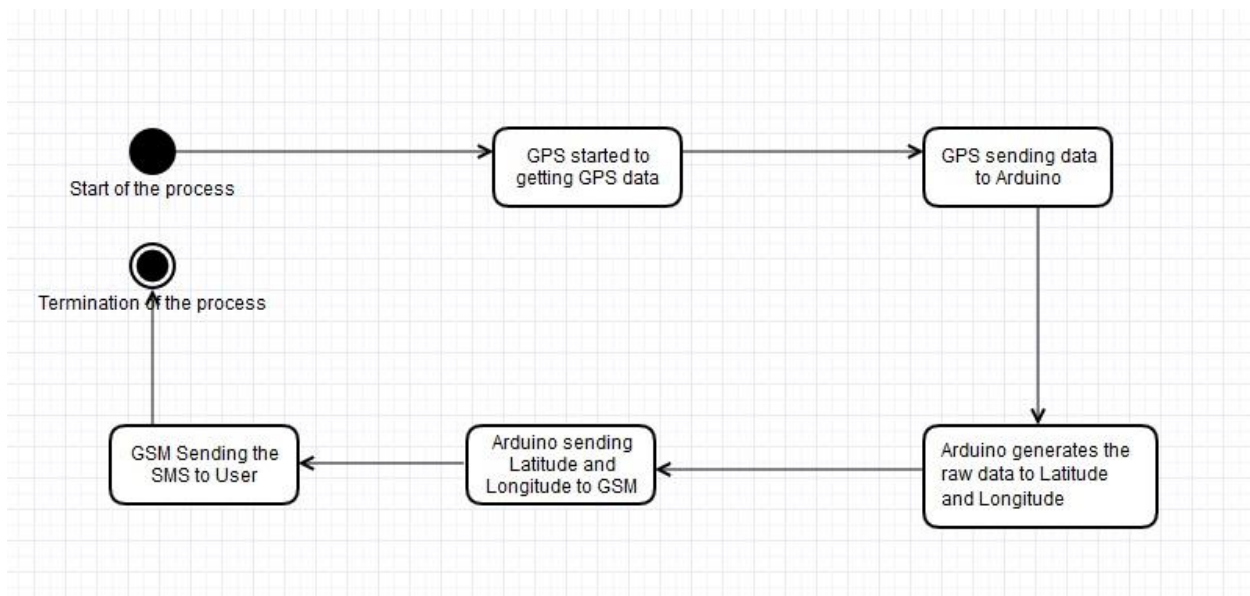 Start of the process
GPS started to
getting GPS data
GPS sending data
to Arduino
Arduino generates the
raw data to Latitude
and Longitude
Arduino sending
Latitude and
Longitude to GSM
GSM Sending the
SMS to User
Termination of the process